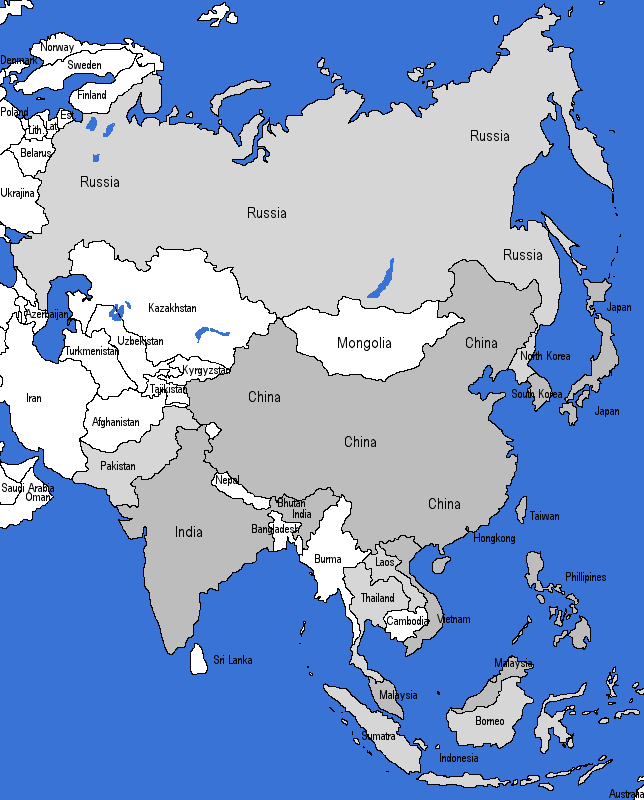 Norway
Denmark
Sweden
Finland
Poland
Est
Lith
Lat
Belarus
Ukrajina
Russia
Russia
Russia
Russia
Kazakhstan
Azerbaijan
Uzbekistan
Turkmenistan
Kyrgyzstan
Tajikistan
Mongolia
China
North Korea
South Korea
Japan
Japan
Iran
Afghanistan
China
China
Pakistan
Saudi Arabia
Oman
Nepal
Bhutan
India
India
Bangladesh
China
Taiwan
Hongkong
Burma
Laos
Thailand
Cambodia
Vietnam
Phillipines
Sri Lanka
Malaysia
Malaysia
Borneo
Sumatra
Indonesia
Australia